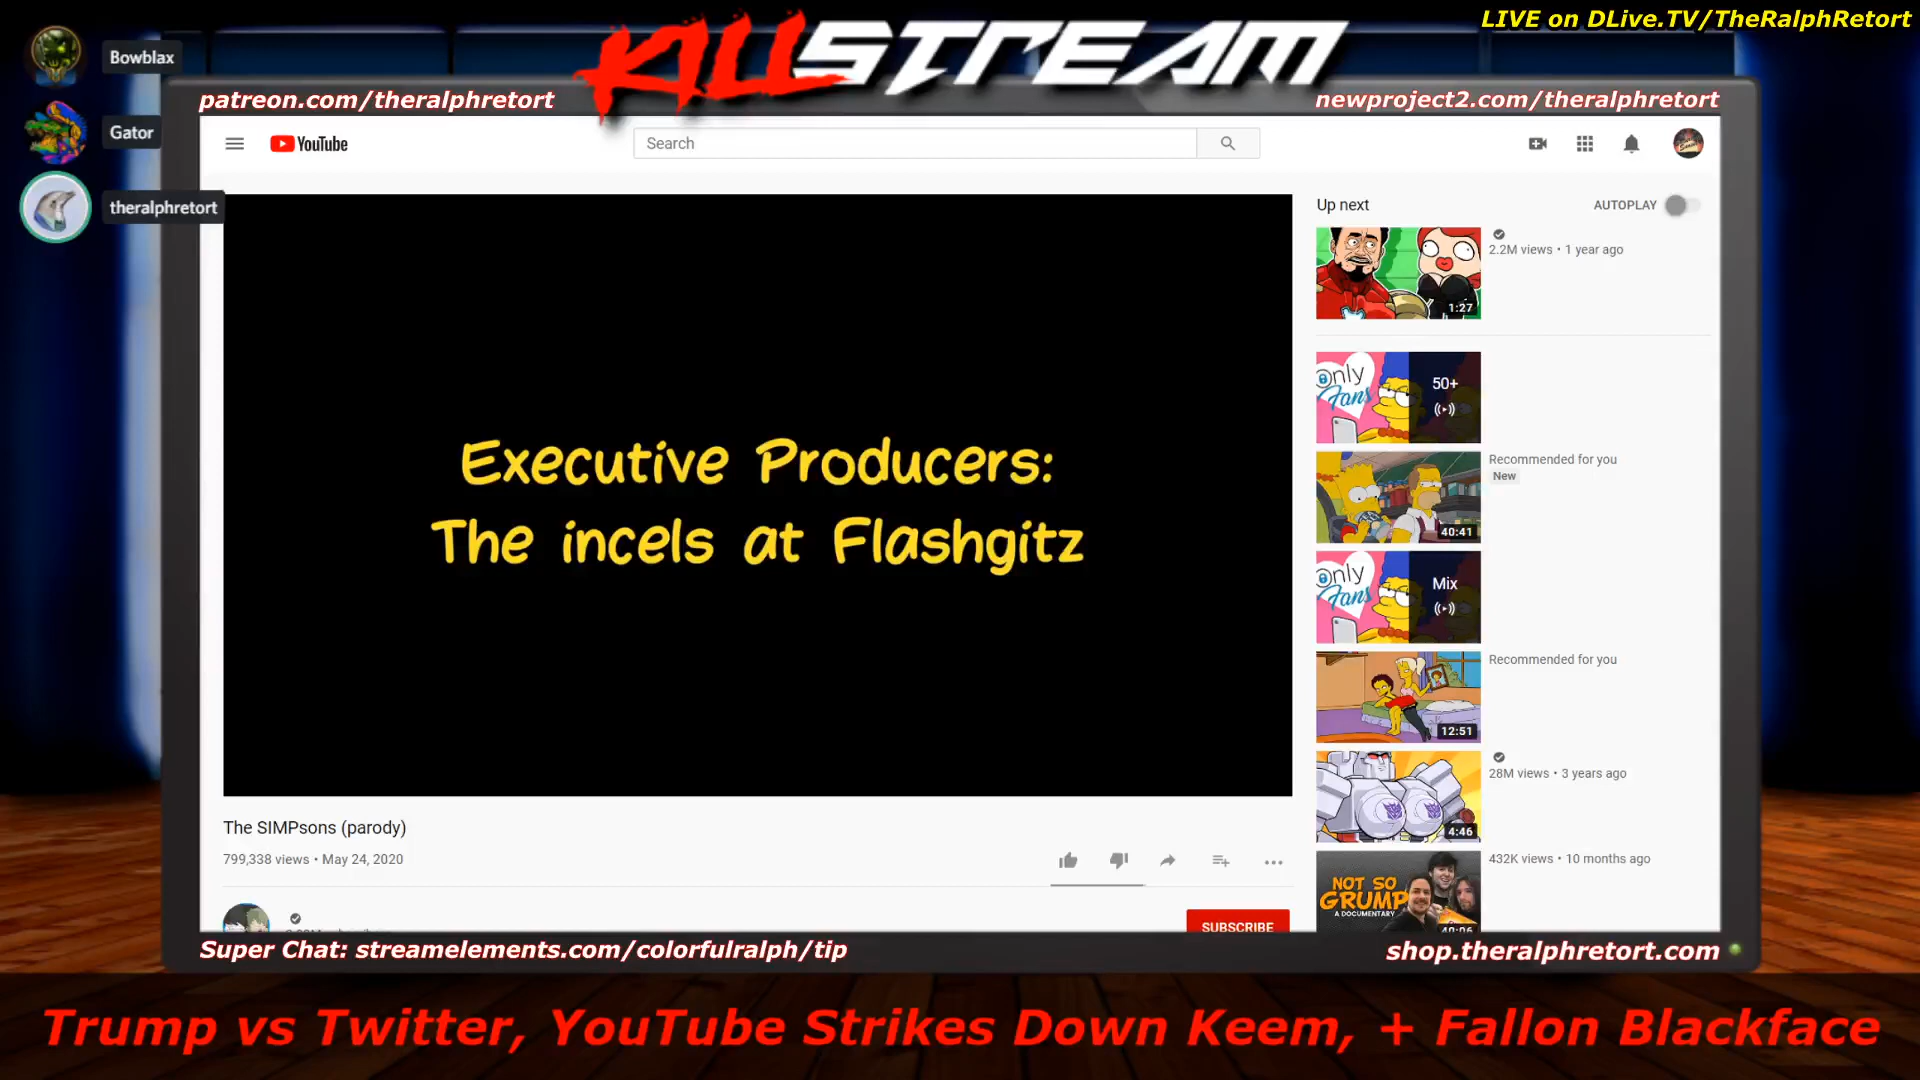 LIVE on DLive.TV/TheRalphRetort
KILLSTREAM
Bowblax
Gator
theralphretort
patreon.com/theralphretort
newproject2.com/theralphretort
YouTube
Search
Executive Producers:
The incels at Flashgitz
Up next
AUTOPLAY
2.2M views • 1 year ago
1:27
Only
Fans
50+
Recommended for you
New
40:41
Only
Fans
Mix
Recommended for you
12:51
28M views • 3 years ago
4:46
432K views • 10 months ago
NOT SO
GRUMP
A DOCUMENTARY
The SIMPsons (parody)
799,338 views • May 24, 2020
SUBSCRIBE
Super Chat: streamelements.com/colorfulralph/tip
shop.theralphretort.com
Trump vs Twitter, YouTube Strikes Down Keem, + Fallon Blackface